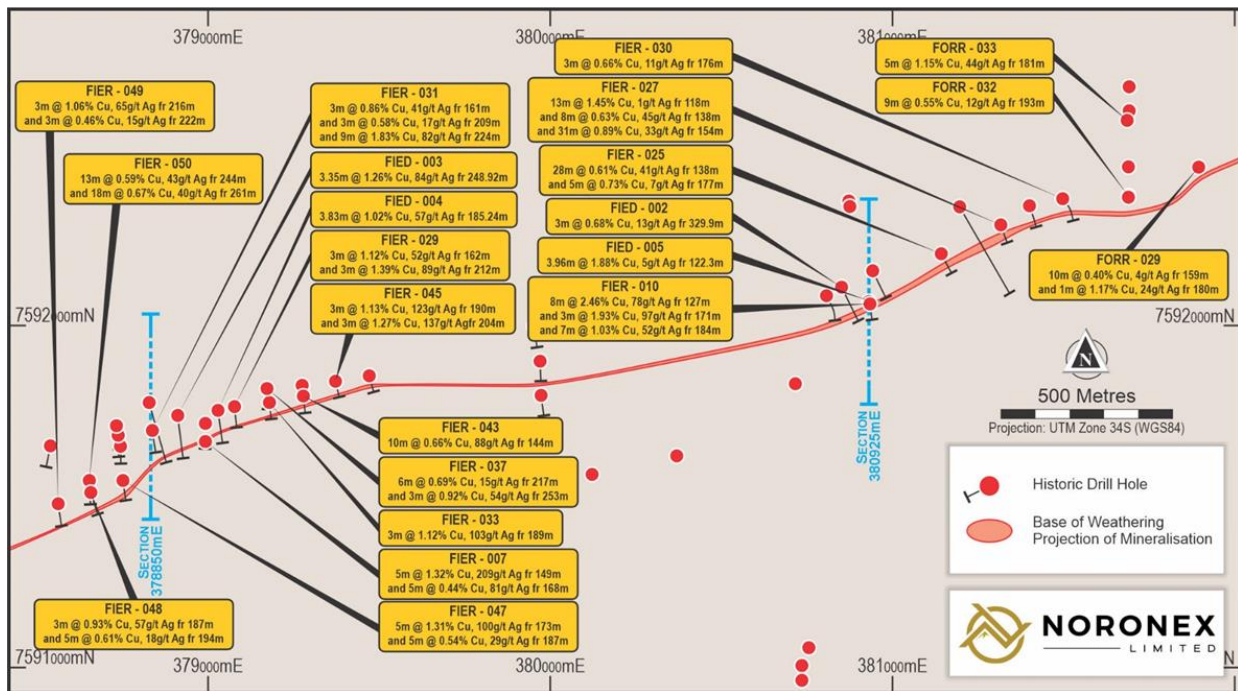 379000mE
380000mE
381000mE
FIER - 049
3m @ 1.06% Cu, 65g/t Ag fr 216m
and 3m @ 0.46% Cu, 15g/t Ag fr 222m
FIER - 050
13m @ 0.59% Cu, 43g/t Ag fr 244m
and 18m @ 0.67% Cu, 40g/t Ag fr 261m
FIER - 031
3m @ 0.86% Cu, 41g/t Ag fr 161m
and 3m @ 0.58% Cu, 17g/t Ag fr 209m
and 9m @ 1.83% Cu, 82g/t Ag fr 224m
FIED - 003
3.35m @ 1.26% Cu, 84g/t Ag fr 248.92m
FIED - 004
3.83m @ 1.02% Cu, 57g/t Ag fr 185.24m
FIER - 029
3m @ 1.12% Cu, 52g/t Ag fr 162m
and 3m @ 1.39% Cu, 89g/t Ag fr 212m
FIER - 045
3m @ 1.13% Cu, 123g/t Ag fr 190m
and 3m @ 1.27% Cu, 137g/t Agfr 204m
FIER - 030
3m @ 0.66% Cu, 11g/t Ag fr 176m
FIER - 027
13m @ 1.45% Cu, 1g/t Ag fr 118m
and 8m @ 0.63% Cu, 45g/t Ag fr 138m
and 31m @ 0.89% Cu, 33g/t Ag fr 154m
FIER - 025
28m @ 0.61% Cu, 41g/t Ag fr 138m
and 5m @ 0.73% Cu, 7g/t Ag fr 177m
FIED - 002
3m @ 0.68% Cu, 13g/t Ag fr 329.9m
FIED - 005
3.96m @ 1.88% Cu, 5g/t Ag fr 122.3m
FIER - 010
8m @ 2.46% Cu, 78g/t Ag fr 127m
and 3m @ 1.93% Cu, 97g/t Ag fr 171m
and 7m @ 1.03% Cu, 52g/t Ag fr 184m
FORR - 033
5m @ 1.15% Cu, 44g/t Ag fr 181m
FORR - 032
9m @ 0.55% Cu, 12g/t Ag fr 193m
FORR - 029
10m @ 0.40% Cu, 4g/t Ag fr 159m
and 1m @ 1.17% Cu, 24g/t Ag fr 180m
7592000mN
7592000mN
N
500 Metres
Projection: UTM Zone 34S (WGS84)
SECTION
380925mE
SECTION
378850mE
FIER - 043
10m @ 0.66% Cu, 88g/t Ag fr 144m
FIER - 037
6m @ 0.69% Cu, 15g/t Ag fr 217m
and 3m @ 0.92% Cu, 54g/t Ag fr 253m
FIER - 033
3m @ 1.12% Cu, 103g/t Ag fr 189m
FIER - 007
5m @ 1.32% Cu, 209g/t Ag fr 149m
and 5m @ 0.44% Cu, 81g/t Ag fr 168m
FIER - 047
5m @ 1.31% Cu, 100g/t Ag fr 173m
and 5m @ 0.54% Cu, 29g/t Ag fr 187m
FIER - 048
3m @ 0.93% Cu, 57g/t Ag fr 187m
and 5m @ 0.61% Cu, 18g/t Ag fr 194m
Historic Drill Hole
Base of Weathering
Projection of Mineralisation
NORONEX
LIMITED
7591000mN
379000mE
380000mE
381000mE
7591000mN